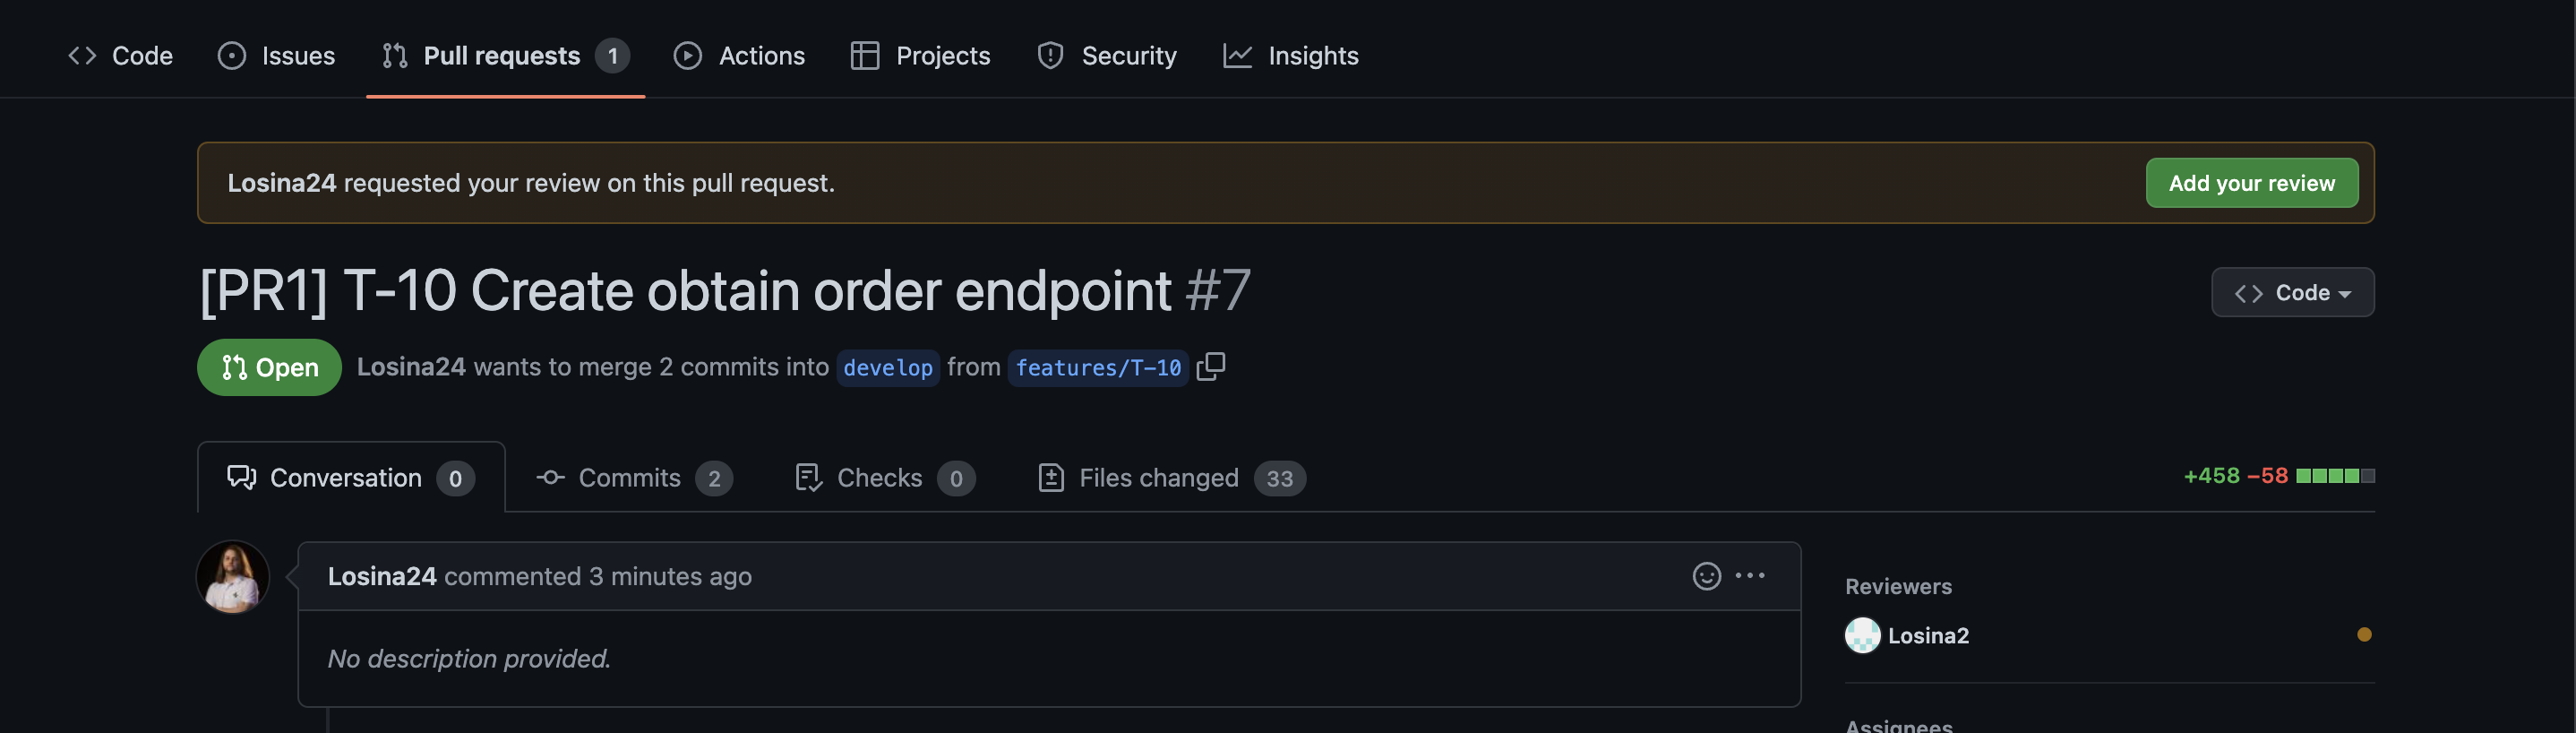 Code Issues Pull requests 1 Actions Projects Security Insights
Losina24 requested your review on this pull request.
Add your review
[PR1] T-10 Create obtain order endpoint #7
Code
Open Losina24 wants to merge 2 commits into develop from features/T-10
Conversation 0 Commits 2 Checks 0 Files changed 33
+458 −58
Losina24 commented 3 minutes ago
No description provided.
Reviewers
Losina2
Assignees